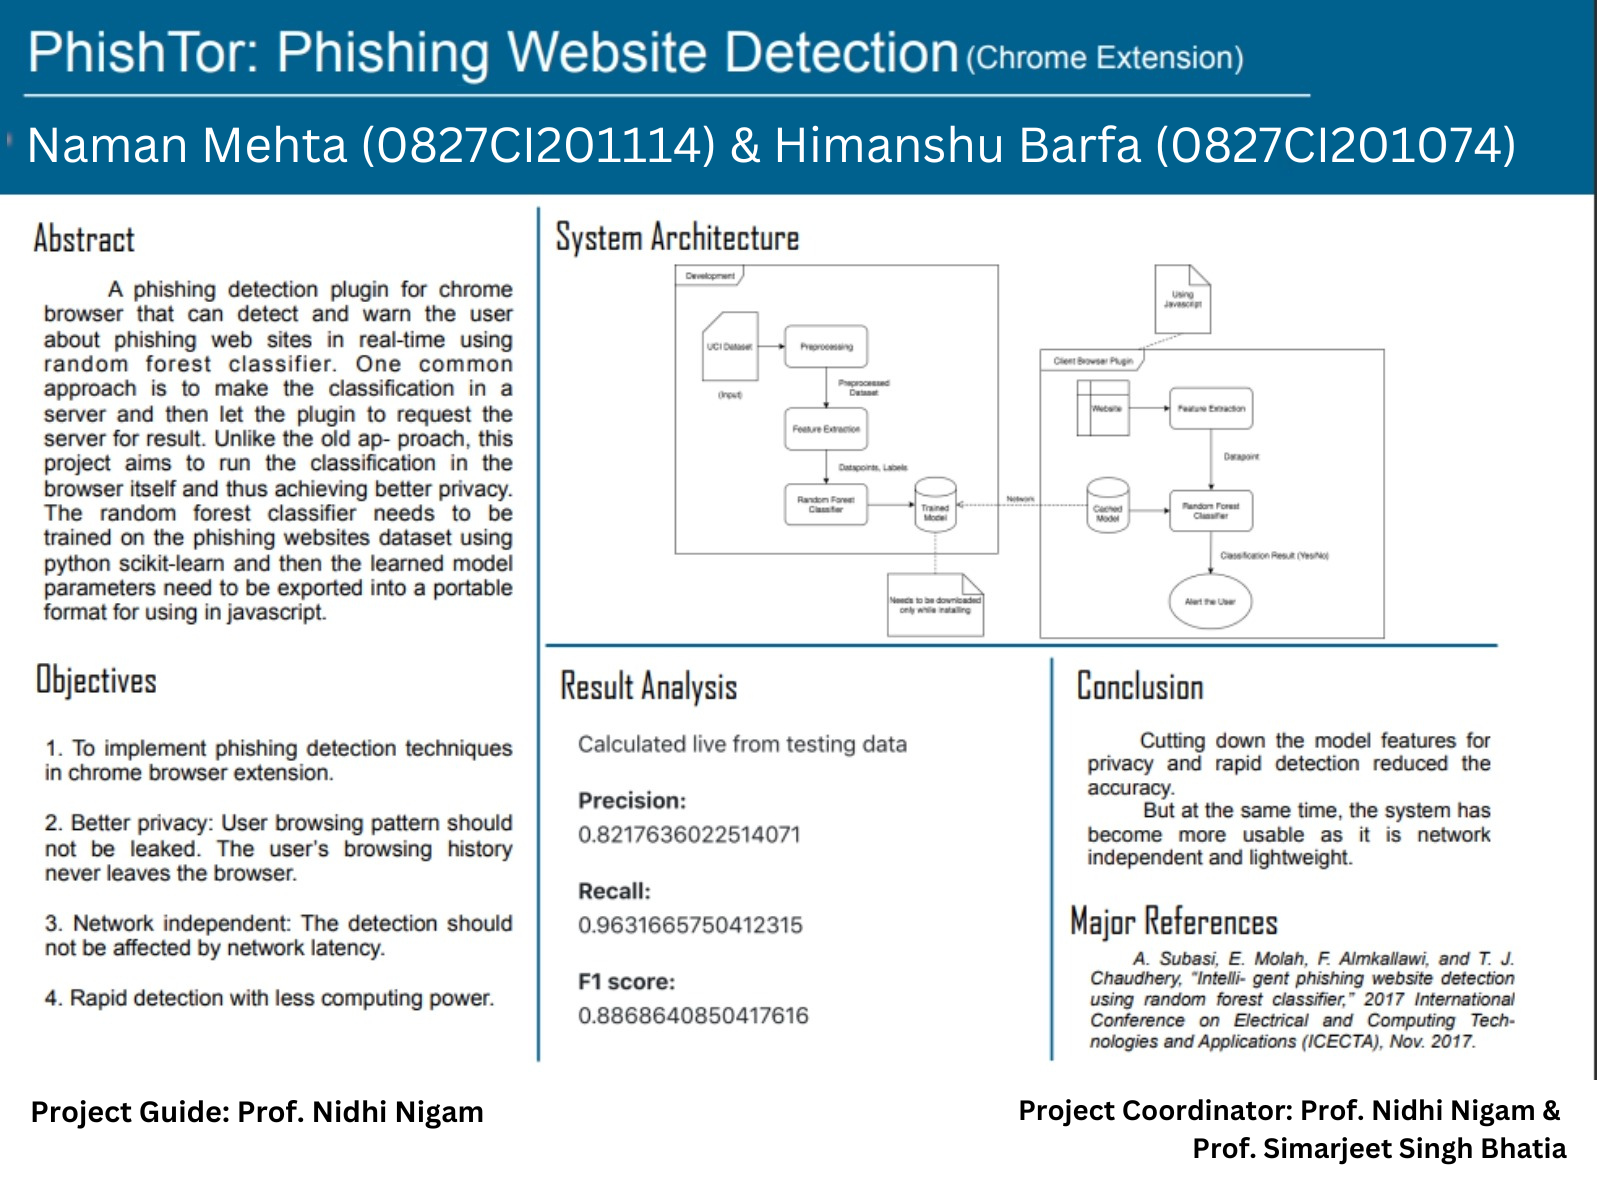 PhishTor: Phishing Website Detection (Chrome Extension)
Naman Mehta (0827CI201114) & Himanshu Barfa (0827CI201074)
Abstract
A phishing detection plugin for chrome
browser that can detect and warn the user
about phishing web sites in real-time using
random forest classifier. One common
approach is to make the classification in a
server and then let the plugin to request the
server for result. Unlike the old ap- proach, this
project aims to run the classification in the
browser itself and thus achieving better privacy.
The random forest classifier needs to be
trained on the phishing websites dataset using
python scikit-learn and then the learned model
parameters need to be exported into a portable
format for using in javascript.
Objectives
1. To implement phishing detection techniques
in chrome browser extension.
2. Better privacy: User browsing pattern should
not be leaked. The user's browsing history
never leaves the browser.
3. Network independent: The detection should
not be affected by network latency.
4. Rapid detection with less computing power.
System Architecture
Development
UCI Dataset
(Input)
Preprocessing
Preprocessed
Dataset
Feature Extraction
Datapoints, Labels
Random Forest
Classifier
Trained
Model
Needs to be downloaded
only while installing
Network
Using
Javascript
Client Browser Plugin
Website
Feature Extraction
Datapoint
Cached
Model
Random Forest
Classifier
Classification Result (Yes/No)
Alert the User
Result Analysis
Calculated live from testing data
Precision:
0.8217636022514071
Recall:
0.9631665750412315
F1 score:
0.8868640850417616
Conclusion
Cutting down the model features for
privacy and rapid detection reduced the
accuracy.
But at the same time, the system has
become more usable as it is network
independent and lightweight.
Major References
A. Subasi, E. Molah, F. Almkallawi, and T. J.
Chaudhery, "Intelli- gent phishing website detection
using random forest classifier," 2017 International
Conference on Electrical and Computing Tech-
nologies and Applications (ICECTA), Nov. 2017.
Project Guide: Prof. Nidhi Nigam
Project Coordinator: Prof. Nidhi Nigam &
Prof. Simarjeet Singh Bhatia